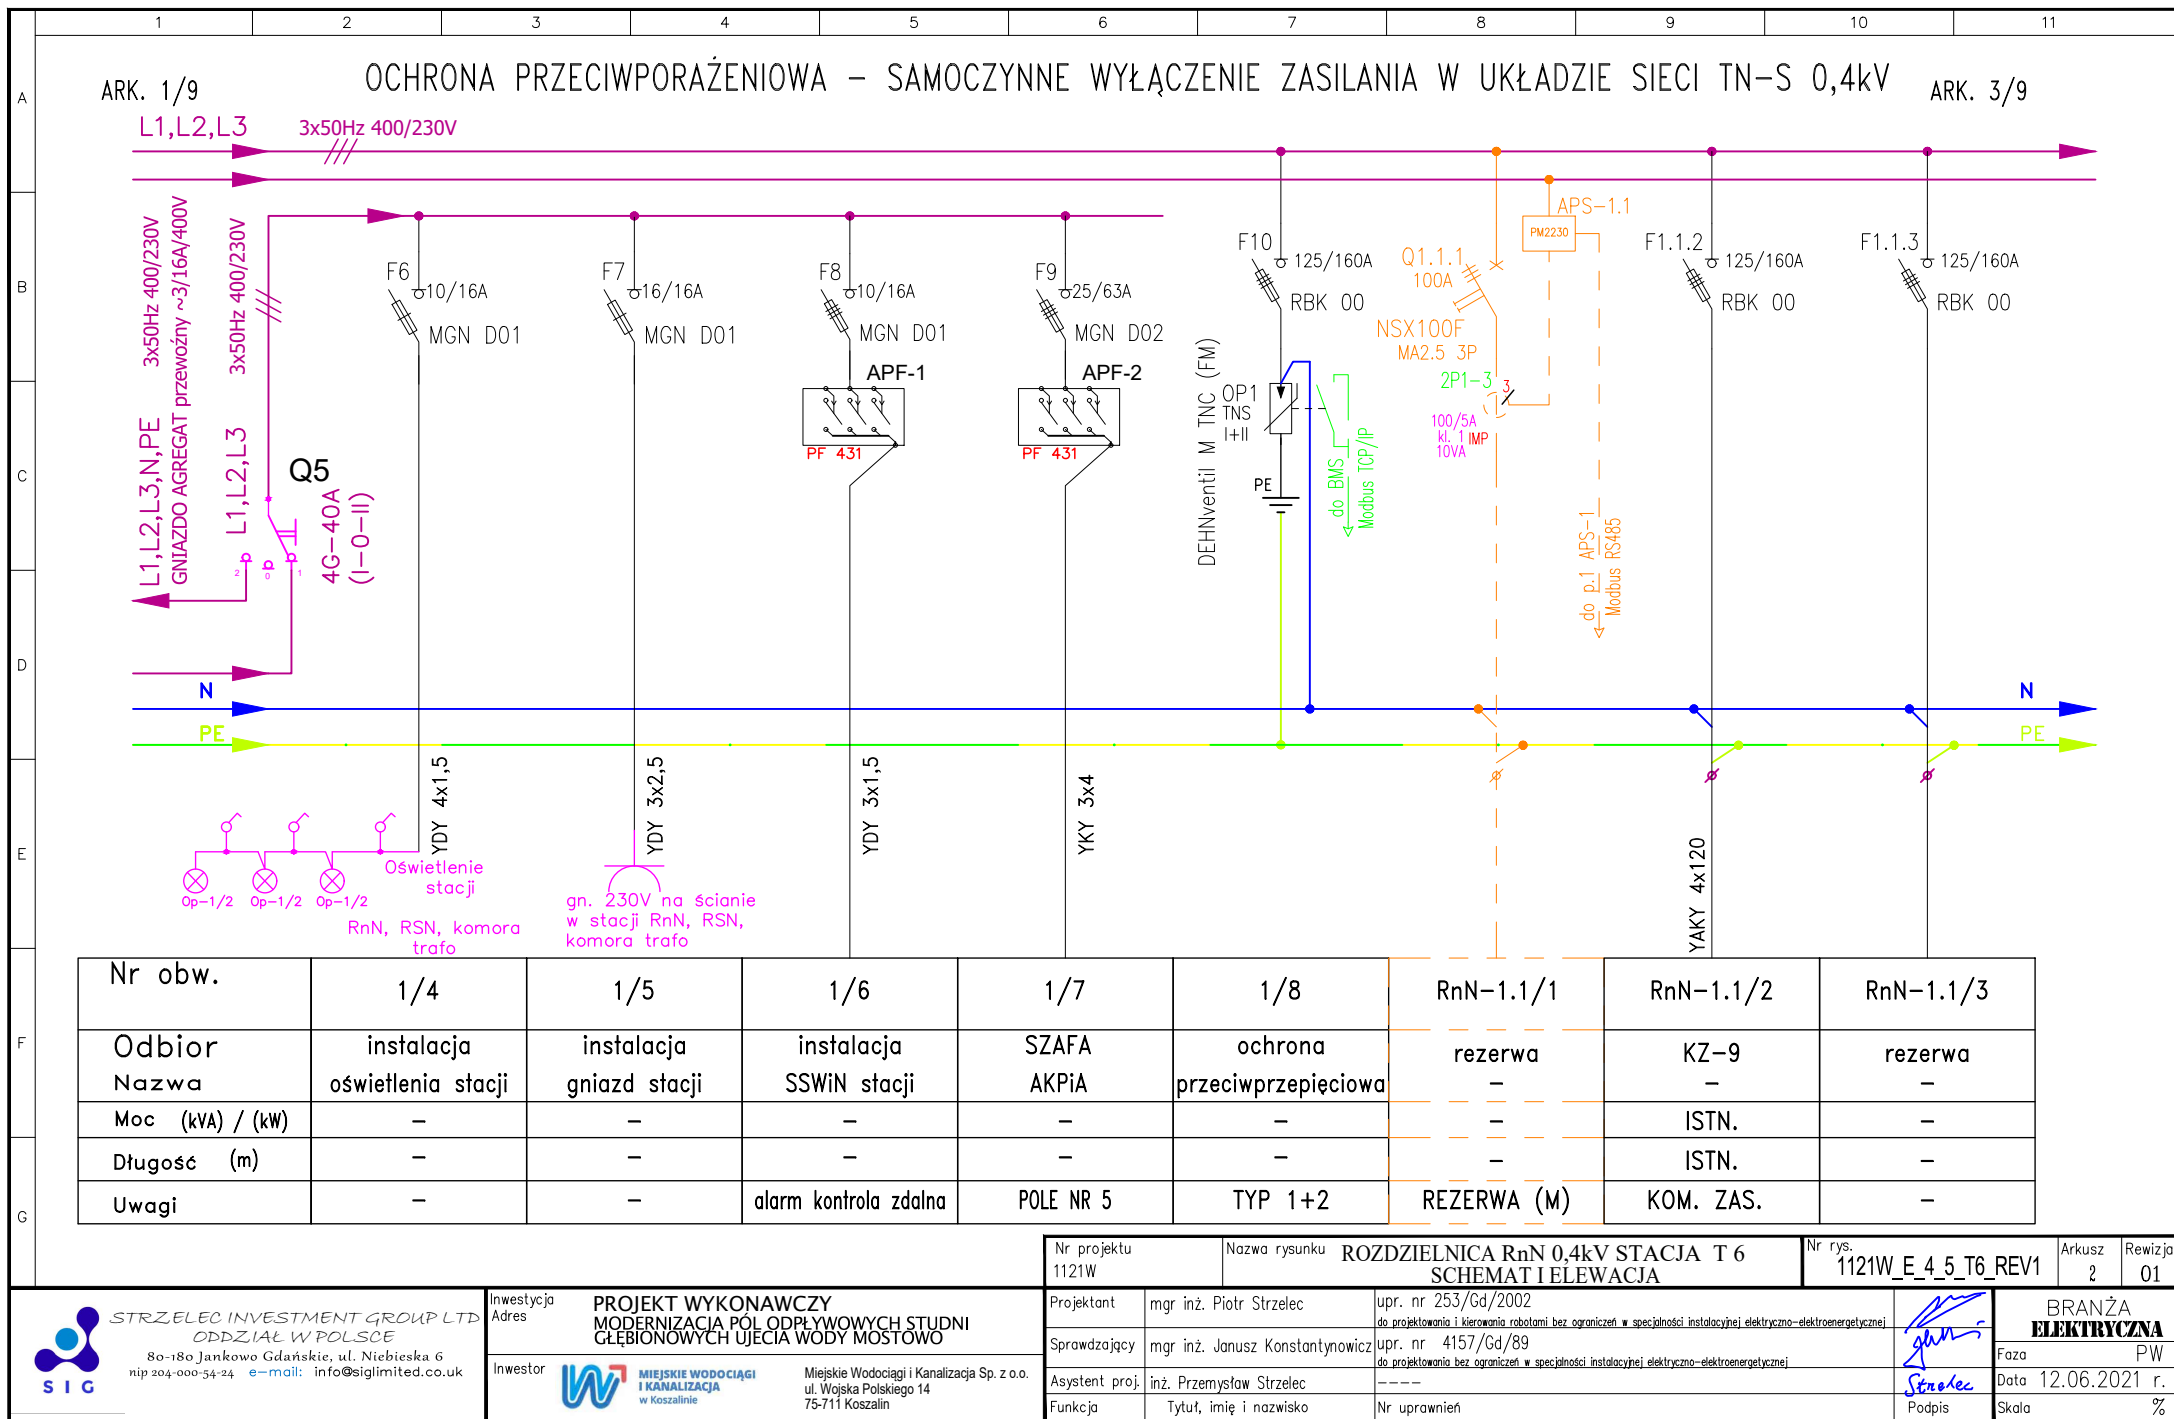 1 2 3 4 5 6 7 8 9 10 11
A
B
C
D
E
F
G
ARK. 1/9
OCHRONA PRZECIWPORAŻENIOWA – SAMOCZYNNE WYŁĄCZENIE ZASILANIA W UKŁADZIE SIECI TN-S 0,4kV
ARK. 3/9
L1,L2,L3
3x50Hz 400/230V
L1,L2,L3,N,PE
3x50Hz 400/230V
GNIAZDO AGREGAT przewoźny ~3/16A/400V
L1,L2,L3
3x50Hz 400/230V
Q5
4G-40A
(I-O-II)
2 0 1
F6
10/16A
MGN D01
F7
16/16A
MGN D01
F8
10/16A
MGN D01
APF-1
PF 431
F9
25/63A
MGN D02
APF-2
PF 431
F10
125/160A
RBK 00
DEHNventil M TNC (FM)
OP1
TNS
I+II
PE
do BMS
Modbus TCP/IP
Q1.1.1
100A
NSX100F
MA2.5 3P
2P1-3
3
100/5A
kl. 1 IMP
10VA
APS-1.1
PM2230
do p.1 APS-1
Modbus RS485
F1.1.2
125/160A
RBK 00
F1.1.3
125/160A
RBK 00
N
N
PE
PE
YDY 4x1,5
YDY 3x2,5
YDY 3x1,5
YKY 3x4
YAKY 4x120
Oświetlenie
stacji
Op-1/2 Op-1/2 Op-1/2
RnN, RSN, komora
trafo
gn. 230V na ścianie
w stacji RnN, RSN,
komora trafo
Nr obw. 1/4 1/5 1/6 1/7 1/8 RnN-1.1/1 RnN-1.1/2 RnN-1.1/3
Odbior instalacja instalacja instalacja SZAFA ochrona rezerwa KZ-9 rezerwa
Nazwa oświetlenia stacji gniazd stacji SSWiN stacji AKPiA przeciwprzepięciowa – – –
Moc (kVA) / (kW) – – – – – – ISTN. –
Długość (m) – – – – – – ISTN. –
Uwagi – – alarm kontrola zdalna POLE NR 5 TYP 1+2 REZERWA (M) KOM. ZAS. –
Nr projektu
1121W
Nazwa rysunku
ROZDZIELNICA RnN 0,4kV STACJA T 6
SCHEMAT I ELEWACJA
Nr rys.
1121W_E_4_5_T6_REV1
Arkusz
2
Rewizja
01
STRZELEC INVESTMENT GROUP LTD
ODDZIAŁ W POLSCE
80-180 Jankowo Gdańskie, ul. Niebieska 6
nip 204-000-54-24 e-mail: info@siglimited.co.uk
SIG
Inwestycja
Adres
PROJEKT WYKONAWCZY
MODERNIZACJA PÓL ODPŁYWOWYCH STUDNI
GŁĘBIONOWYCH UJĘCIA WODY MOSTOWO
Inwestor
MIEJSKIE WODOCIĄGI
I KANALIZACJA
w Koszalinie
Miejskie Wodociągi i Kanalizacja Sp. z o.o.
ul. Wojska Polskiego 14
75-711 Koszalin
Projektant mgr inż. Piotr Strzelec upr. nr 253/Gd/2002
do projektowania i kierowania robotami bez ograniczeń w specjalności instalacyjnej elektryczno-elektroenergetycznej
Sprawdzający mgr inż. Janusz Konstantynowicz upr. nr 4157/Gd/89
do projektowania bez ograniczeń w specjalności instalacyjnej elektryczno-elektroenergetycznej
Asystent proj. inż. Przemysław Strzelec ----
Funkcja Tytuł, imię i nazwisko Nr uprawnień Podpis
Strzelec
BRANŻA
ELEKTRYCZNA
Faza PW
Data 12.06.2021 r.
Skala %